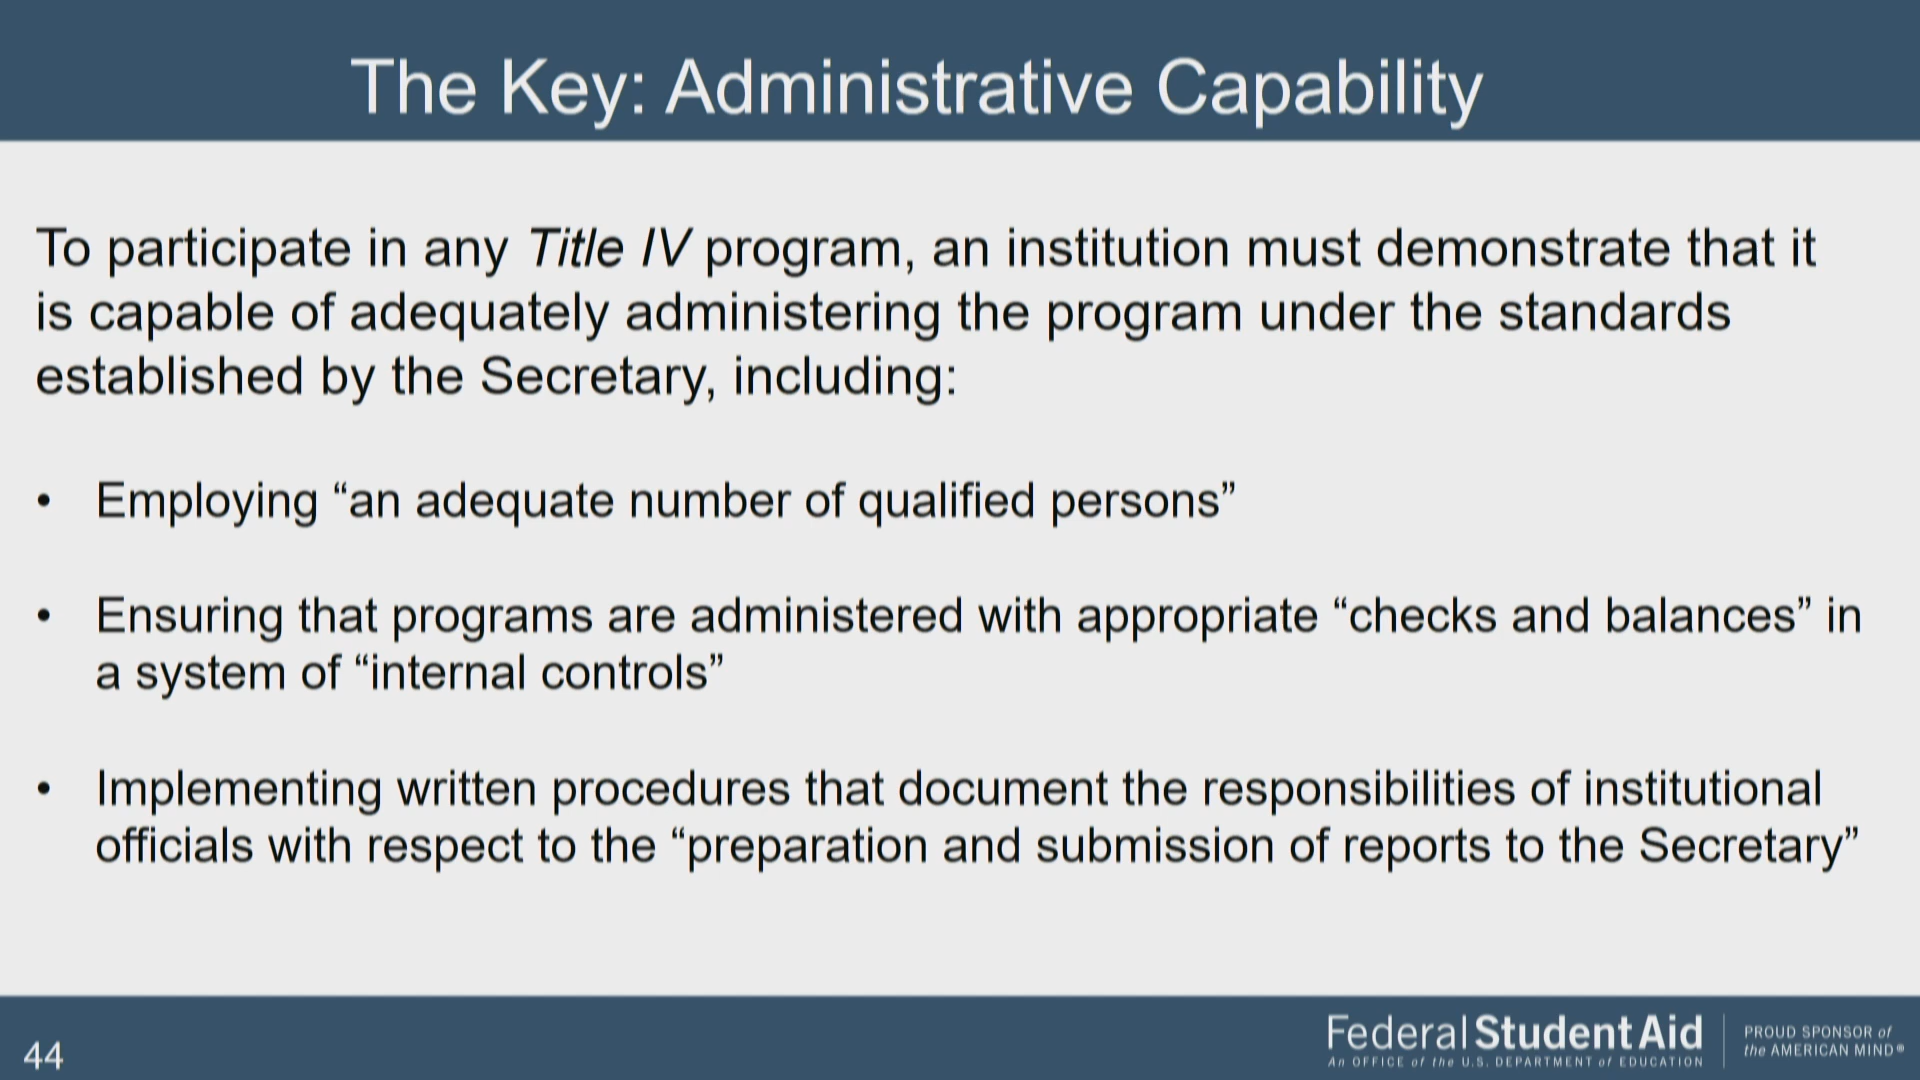 The Key: Administrative Capability
To participate in any Title IV program, an institution must demonstrate that it
is capable of adequately administering the program under the standards
established by the Secretary, including:
• Employing “an adequate number of qualified persons”
• Ensuring that programs are administered with appropriate “checks and balances” in
a system of “internal controls”
• Implementing written procedures that document the responsibilities of institutional
officials with respect to the “preparation and submission of reports to the Secretary”
44
Federal Student Aid
An OFFICE of the U.S. DEPARTMENT of EDUCATION
PROUD SPONSOR of
the AMERICAN MIND®